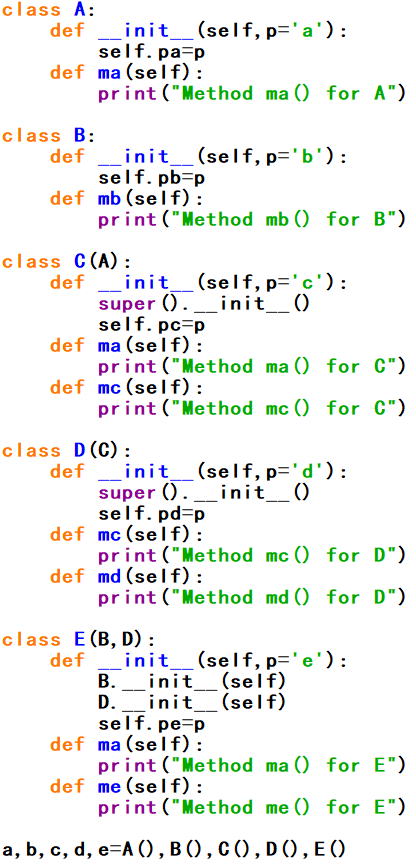 class A:
    def __init__(self,p='a'):
        self.pa=p
    def ma(self):
        print("Method ma() for A")

class B:
    def __init__(self,p='b'):
        self.pb=p
    def mb(self):
        print("Method mb() for B")

class C(A):
    def __init__(self,p='c'):
        super().__init__()
        self.pc=p
    def ma(self):
        print("Method ma() for C")
    def mc(self):
        print("Method mc() for C")

class D(C):
    def __init__(self,p='d'):
        super().__init__()
        self.pd=p
    def mc(self):
        print("Method mc() for D")
    def md(self):
        print("Method md() for D")

class E(B,D):
    def __init__(self,p='e'):
        B.__init__(self)
        D.__init__(self)
        self.pe=p
    def ma(self):
        print("Method ma() for E")
    def me(self):
        print("Method me() for E")

a,b,c,d,e=A(),B(),C(),D(),E()